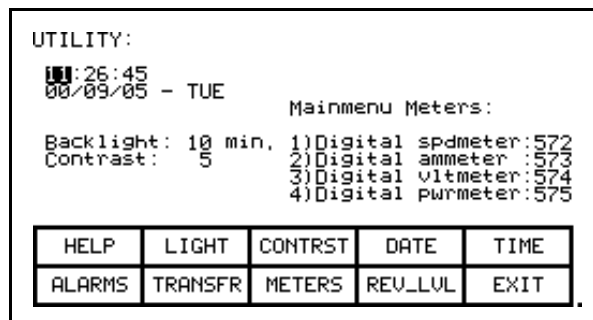 UTILITY:
11:26:45
00/09/05 - TUE
Mainmenu Meters:
Backlight: 10 min, 1)Digital spdmeter:572
Contrast: 5 2)Digital ammeter :573
3)Digital vltmeter:574
4)Digital pwrmeter:575
HELP LIGHT CONTRST DATE TIME
ALARMS TRANSFR METERS REV_LVL EXIT
.